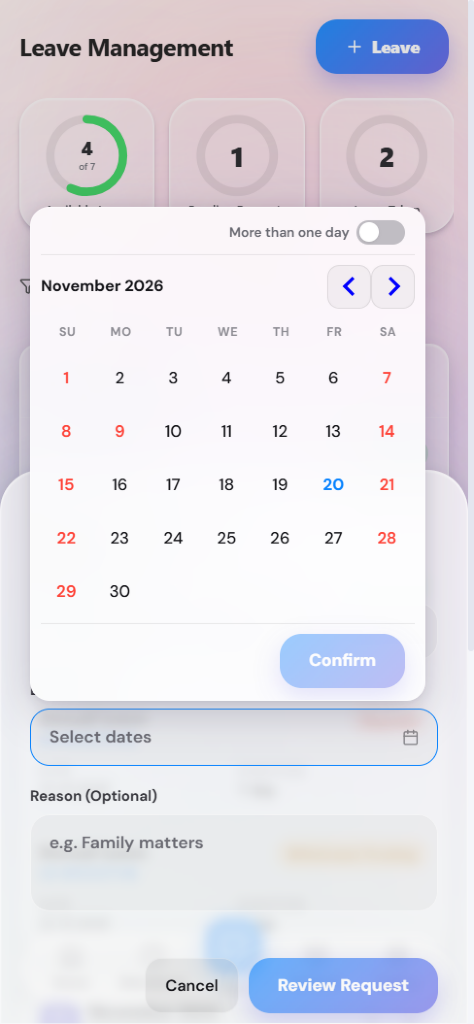 Leave Management
+ Leave
4
of 7
1
2
More than one day
November 2026
SU MO TU WE TH FR SA
1 2 3 4 5 6 7
8 9 10 11 12 13 14
15 16 17 18 19 20 21
22 23 24 25 26 27 28
29 30
Confirm
Select dates
Reason (Optional)
e.g. Family matters
Cancel
Review Request